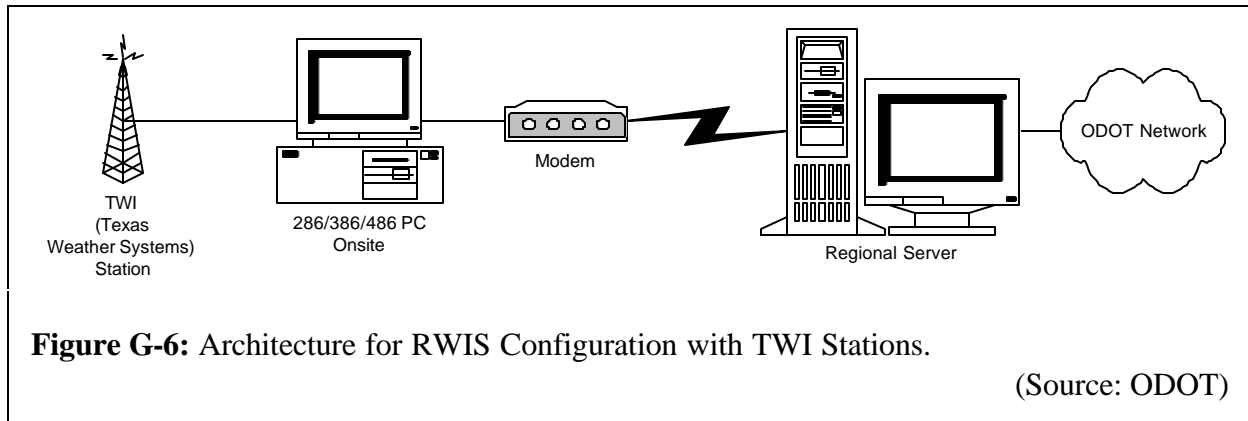 TWI
(Texas
Weather Systems)
Station
286/386/486 PC
Onsite
Modem
Regional Server
ODOT Network
Figure G-6: Architecture for RWIS Configuration with TWI Stations.
(Source: ODOT)